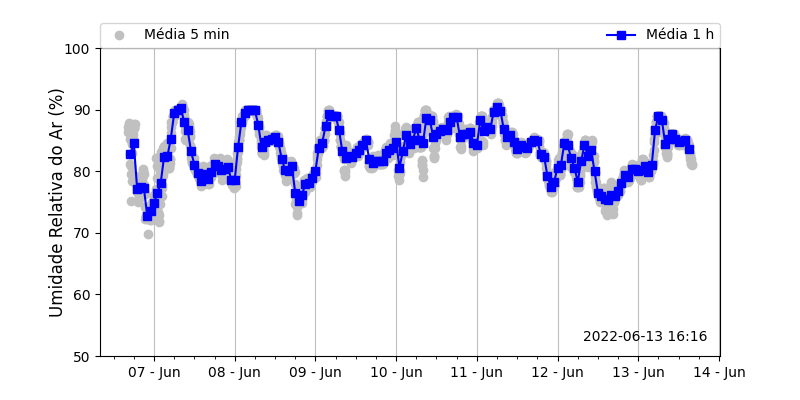 Média 5 min
Média 1 h
Umidade Relativa do Ar (%)
100
90
80
70
60
50
2022-06-13 16:16
07 - Jun
08 - Jun
09 - Jun
10 - Jun
11 - Jun
12 - Jun
13 - Jun
14 - Jun